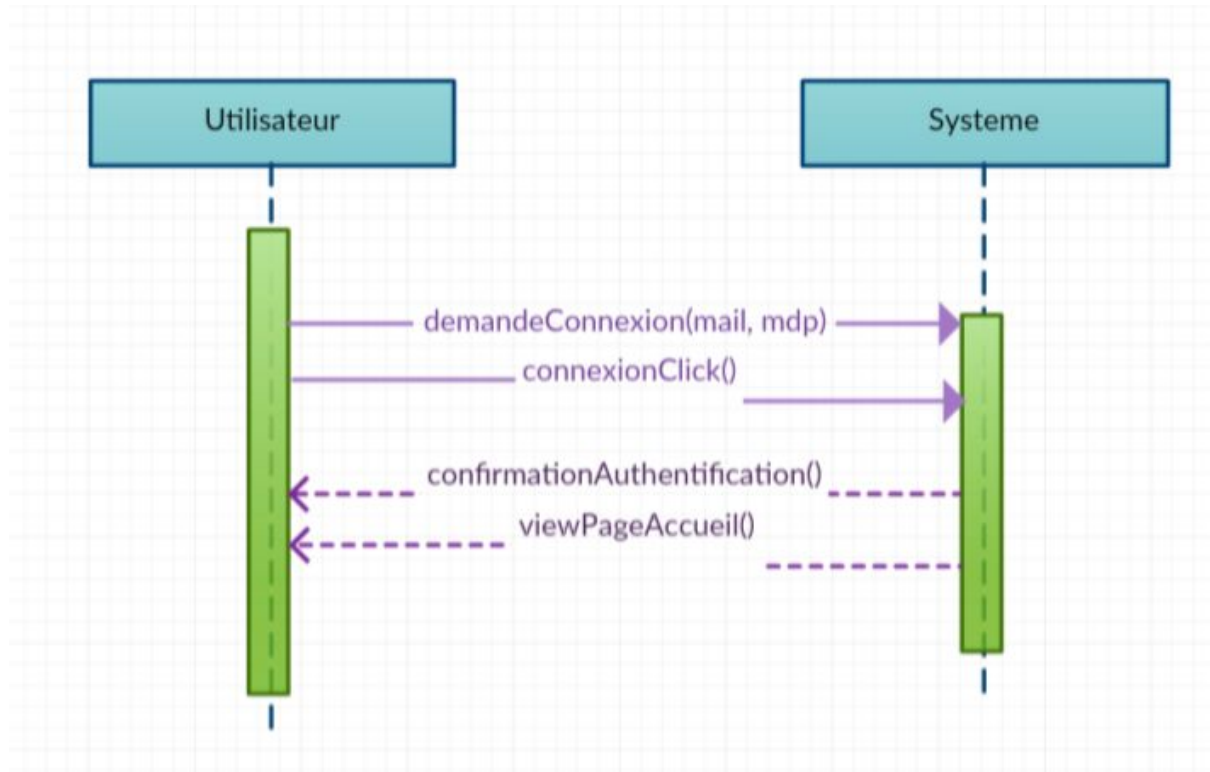 Utilisateur
Systeme
demandeConnexion(mail, mdp)
connexionClick()
confirmationAuthentification()
viewPageAccueil()